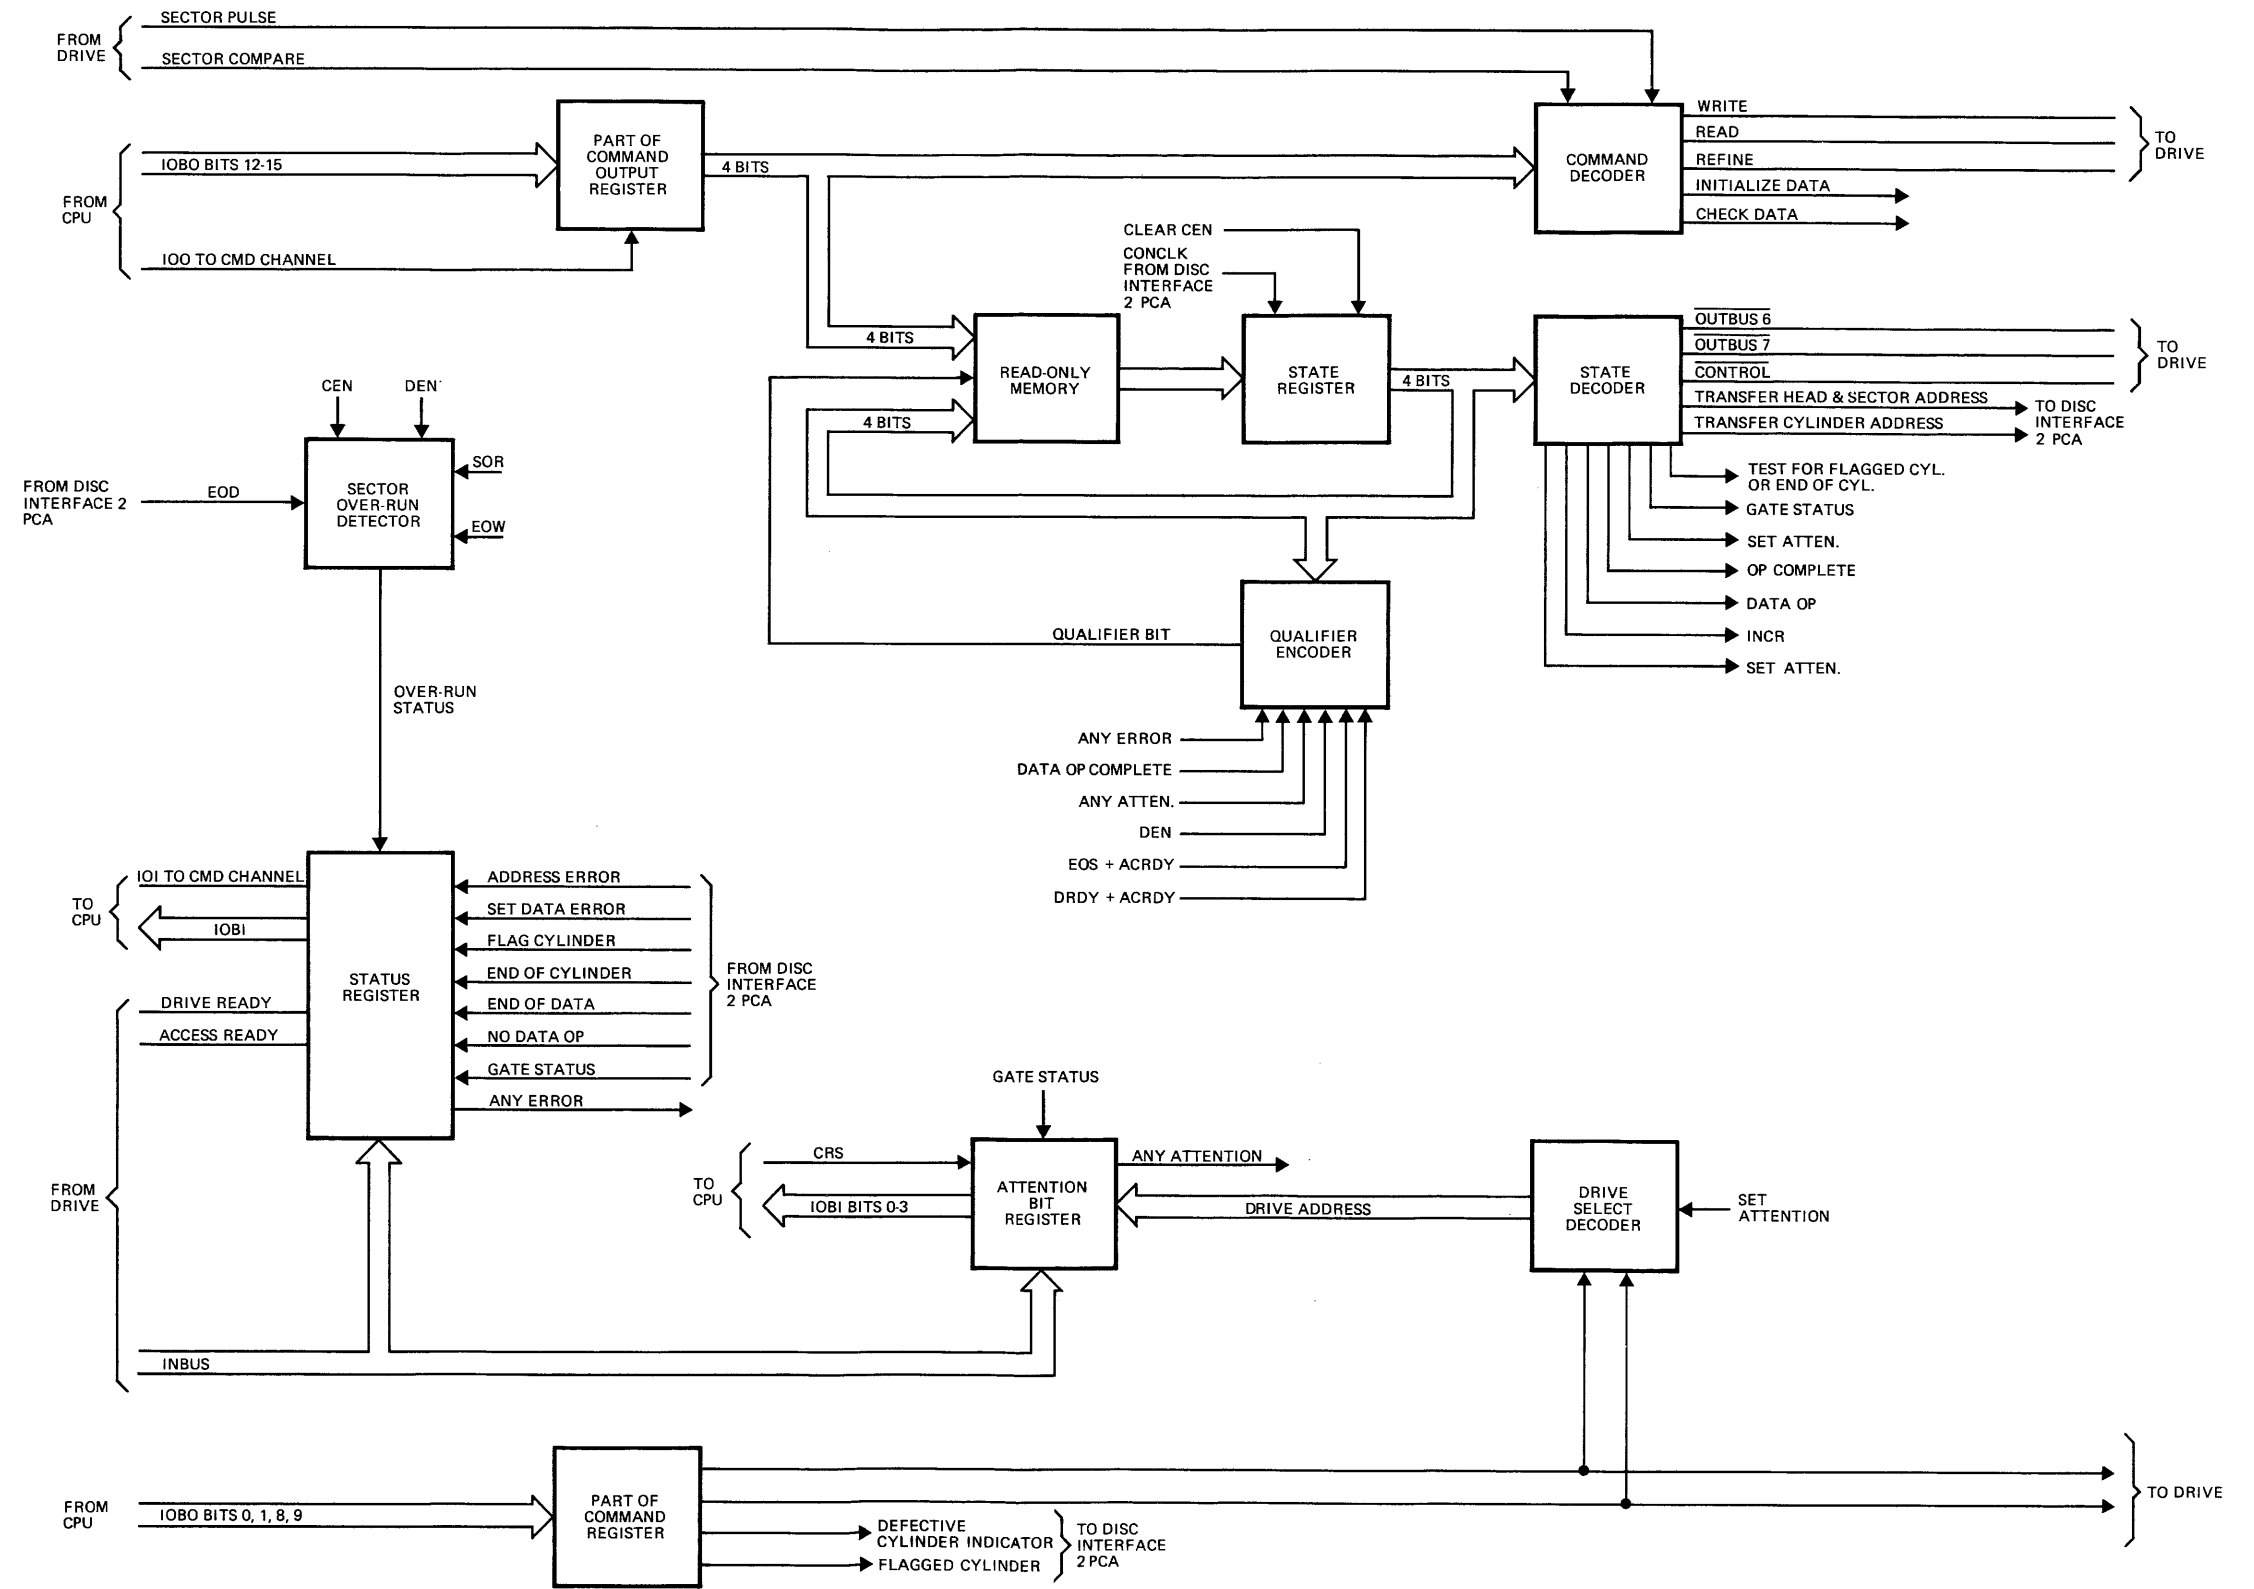 SECTOR PULSE
FROM
DRIVE
SECTOR COMPARE
WRITE
READ
REFINE
INITIALIZE DATA
CHECK DATA
TO
DRIVE
PART OF
COMMAND
OUTPUT
REGISTER
COMMAND
DECODER
IOBO BITS 12-15
4 BITS
FROM
CPU
IOO TO CMD CHANNEL
CLEAR CEN
CONCLK
FROM DISC
INTERFACE
2 PCA
4 BITS
READ-ONLY
MEMORY
STATE
REGISTER
4 BITS
STATE
DECODER
OUTBUS 6
OUTBUS 7
CONTROL
TO
DRIVE
TRANSFER HEAD & SECTOR ADDRESS
TRANSFER CYLINDER ADDRESS
TO DISC
INTERFACE
2 PCA
4 BITS
CEN
DEN
SOR
FROM DISC
INTERFACE 2
PCA
EOD
SECTOR
OVER-RUN
DETECTOR
EOW
TEST FOR FLAGGED CYL.
OR END OF CYL.
GATE STATUS
SET ATTEN.
OP COMPLETE
DATA OP
INCR
SET ATTEN.
QUALIFIER BIT
QUALIFIER
ENCODER
OVER-RUN
STATUS
ANY ERROR
DATA OP COMPLETE
ANY ATTEN.
DEN
EOS + ACRDY
DRDY + ACRDY
IOI TO CMD CHANNEL
TO
CPU
IOBI
STATUS
REGISTER
ADDRESS ERROR
SET DATA ERROR
FLAG CYLINDER
END OF CYLINDER
END OF DATA
NO DATA OP
GATE STATUS
ANY ERROR
FROM DISC
INTERFACE
2 PCA
DRIVE READY
ACCESS READY
FROM
DRIVE
GATE STATUS
CRS
TO
CPU
IOBI BITS 0-3
ATTENTION
BIT
REGISTER
ANY ATTENTION
DRIVE ADDRESS
DRIVE
SELECT
DECODER
SET
ATTENTION
INBUS
FROM
CPU
IOBO BITS 0, 1, 8, 9
PART OF
COMMAND
REGISTER
DEFECTIVE
CYLINDER INDICATOR
FLAGGED CYLINDER
TO DISC
INTERFACE
2 PCA
TO DRIVE